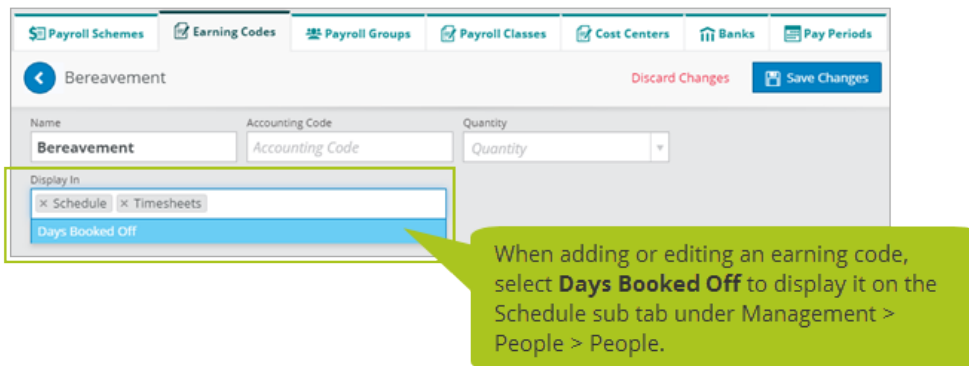 Payroll Schemes Earning Codes Payroll Groups Payroll Classes Cost Centers Banks Pay Periods
Bereavement Discard Changes Save Changes
Name Accounting Code Quantity
Bereavement Accounting Code Quantity
Display In
× Schedule × Timesheets
Days Booked Off
When adding or editing an earning code,
select Days Booked Off to display it on the
Schedule sub tab under Management >
People > People.